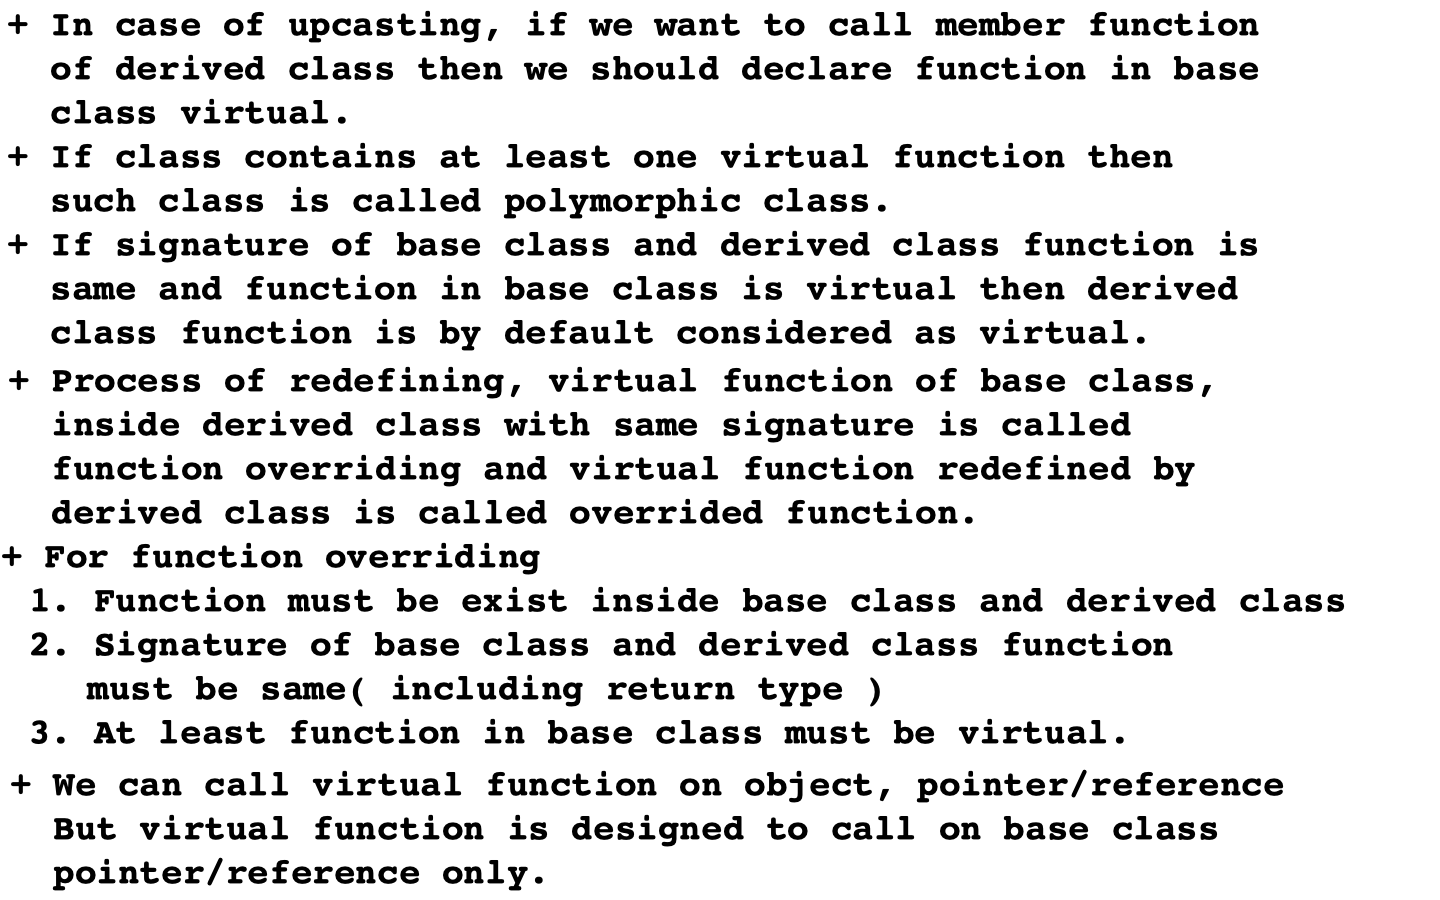 + In case of upcasting, if we want to call member function
of derived class then we should declare function in base
class virtual.
+ If class contains at least one virtual function then
such class is called polymorphic class.
+ If signature of base class and derived class function is
same and function in base class is virtual then derived
class function is by default considered as virtual.
+ Process of redefining, virtual function of base class,
inside derived class with same signature is called
function overriding and virtual function redefined by
derived class is called overrided function.
+ For function overriding
1. Function must be exist inside base class and derived class
2. Signature of base class and derived class function
must be same( including return type )
3. At least function in base class must be virtual.
+ We can call virtual function on object, pointer/reference
But virtual function is designed to call on base class
pointer/reference only.